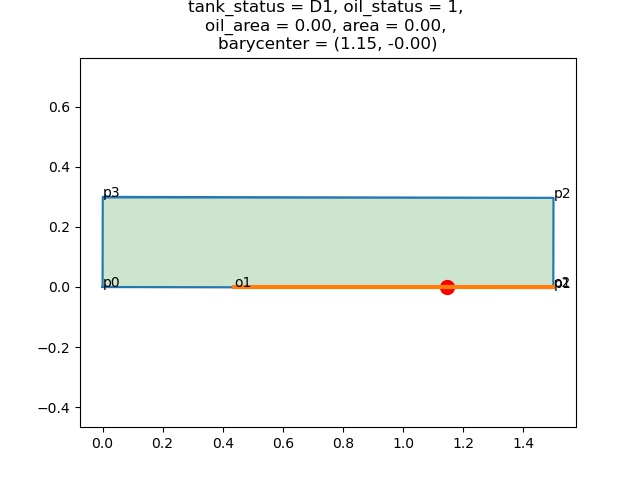 tank_status = D1, oil_status = 1,
oil_area = 0.00, area = 0.00,
barycenter = (1.15, -0.00)
0.6
0.4
0.2
0.0
−0.2
−0.4
p3
p2
p0
o1
0.0
0.2
0.4
0.6
0.8
1.0
1.2
1.4